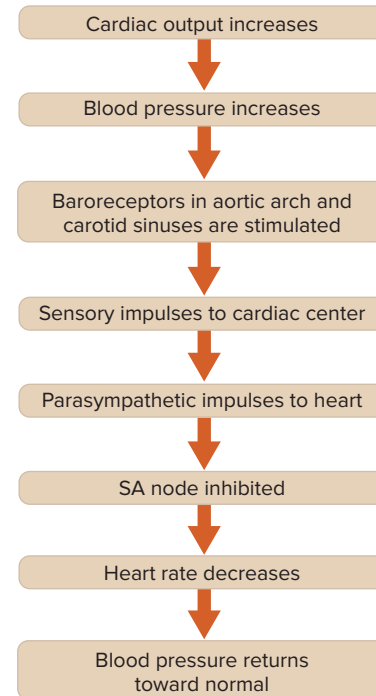 Cardiac output increases
Blood pressure increases
Baroreceptors in aortic arch and
carotid sinuses are stimulated
Sensory impulses to cardiac center
Parasympathetic impulses to heart
SA node inhibited
Heart rate decreases
Blood pressure returns
toward normal